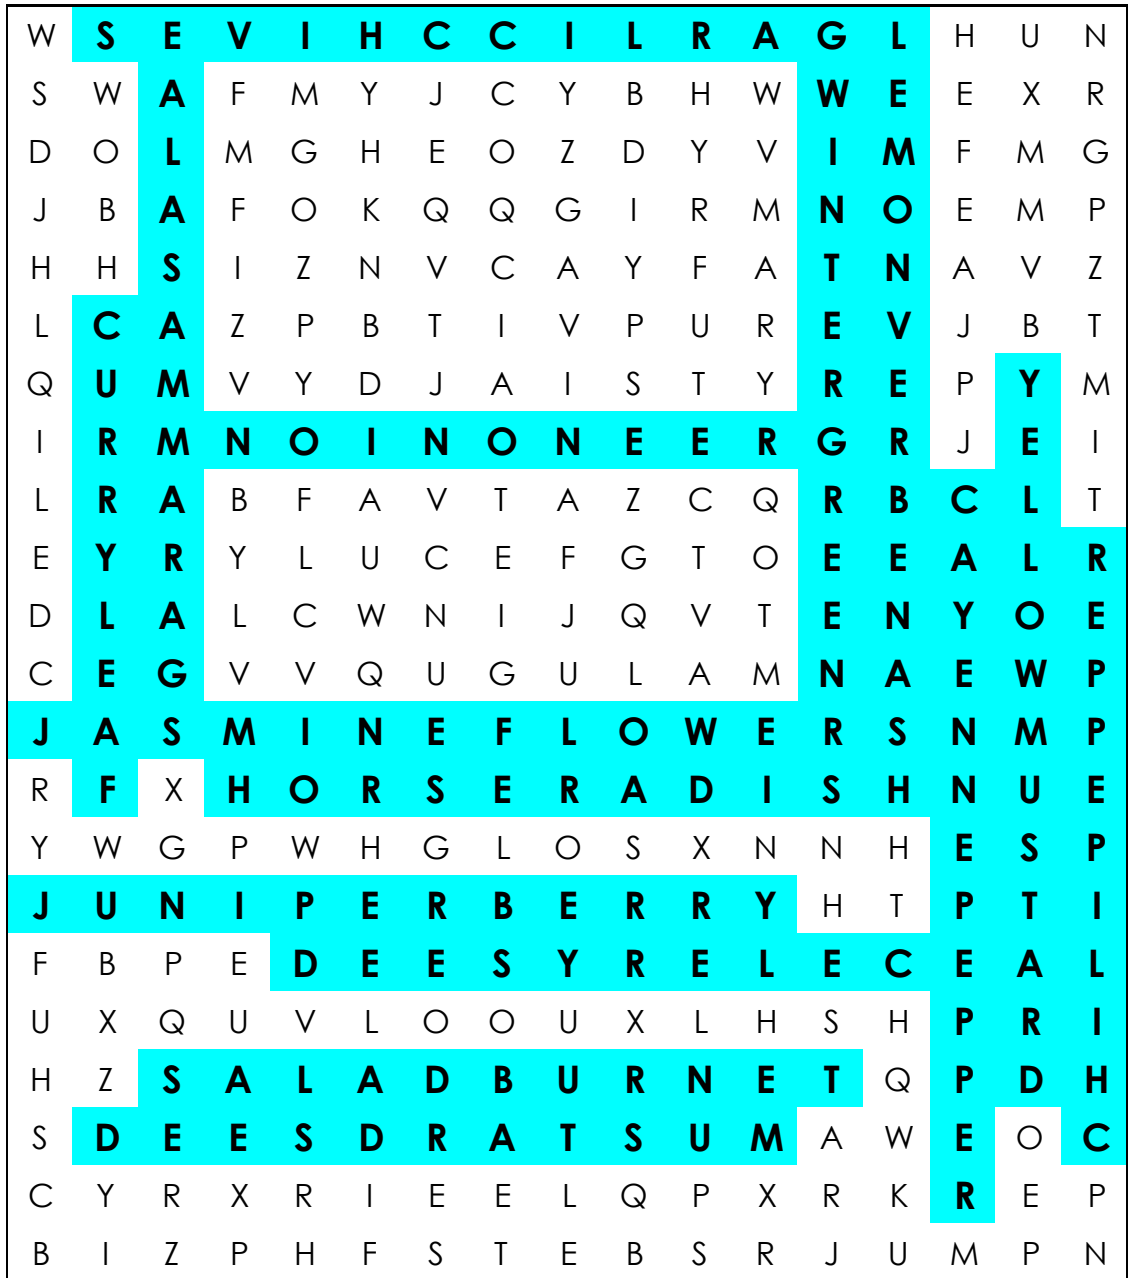 W S E V I H C C I L R A G L H U N
S W A F M Y J C Y B H W W E E X R
D O L M G H E O Z D Y V I M F M G
J B A F O K Q Q G I R M N O E M P
H H S I Z N V C A Y F A T N A V Z
L C A Z P B T I V P U R E V J B T
Q U M V Y D J A I S T Y R E P Y M
I R M N O I N O N E E R G R J E I
L R A B F A V T A Z C Q R B C L T
E Y R Y L U C E F G T O E E A L R
D L A L C W N I J Q V T E N Y O E
C E G V V Q U G U L A M N A E W P
J A S M I N E F L O W E R S N M P
R F X H O R S E R A D I S H N U E
Y W G P W H G L O S X N N H E S P
J U N I P E R B E R R Y H T P T I
F B P E D E E S Y R E L E C E A L
U X Q U V L O O U X L H S H P R I
H Z S A L A D B U R N E T Q P D H
S D E E S D R A T S U M A W E O C
C Y R X R I E E L Q P X R K R E P
B I Z P H F S T E B S R J U M P N